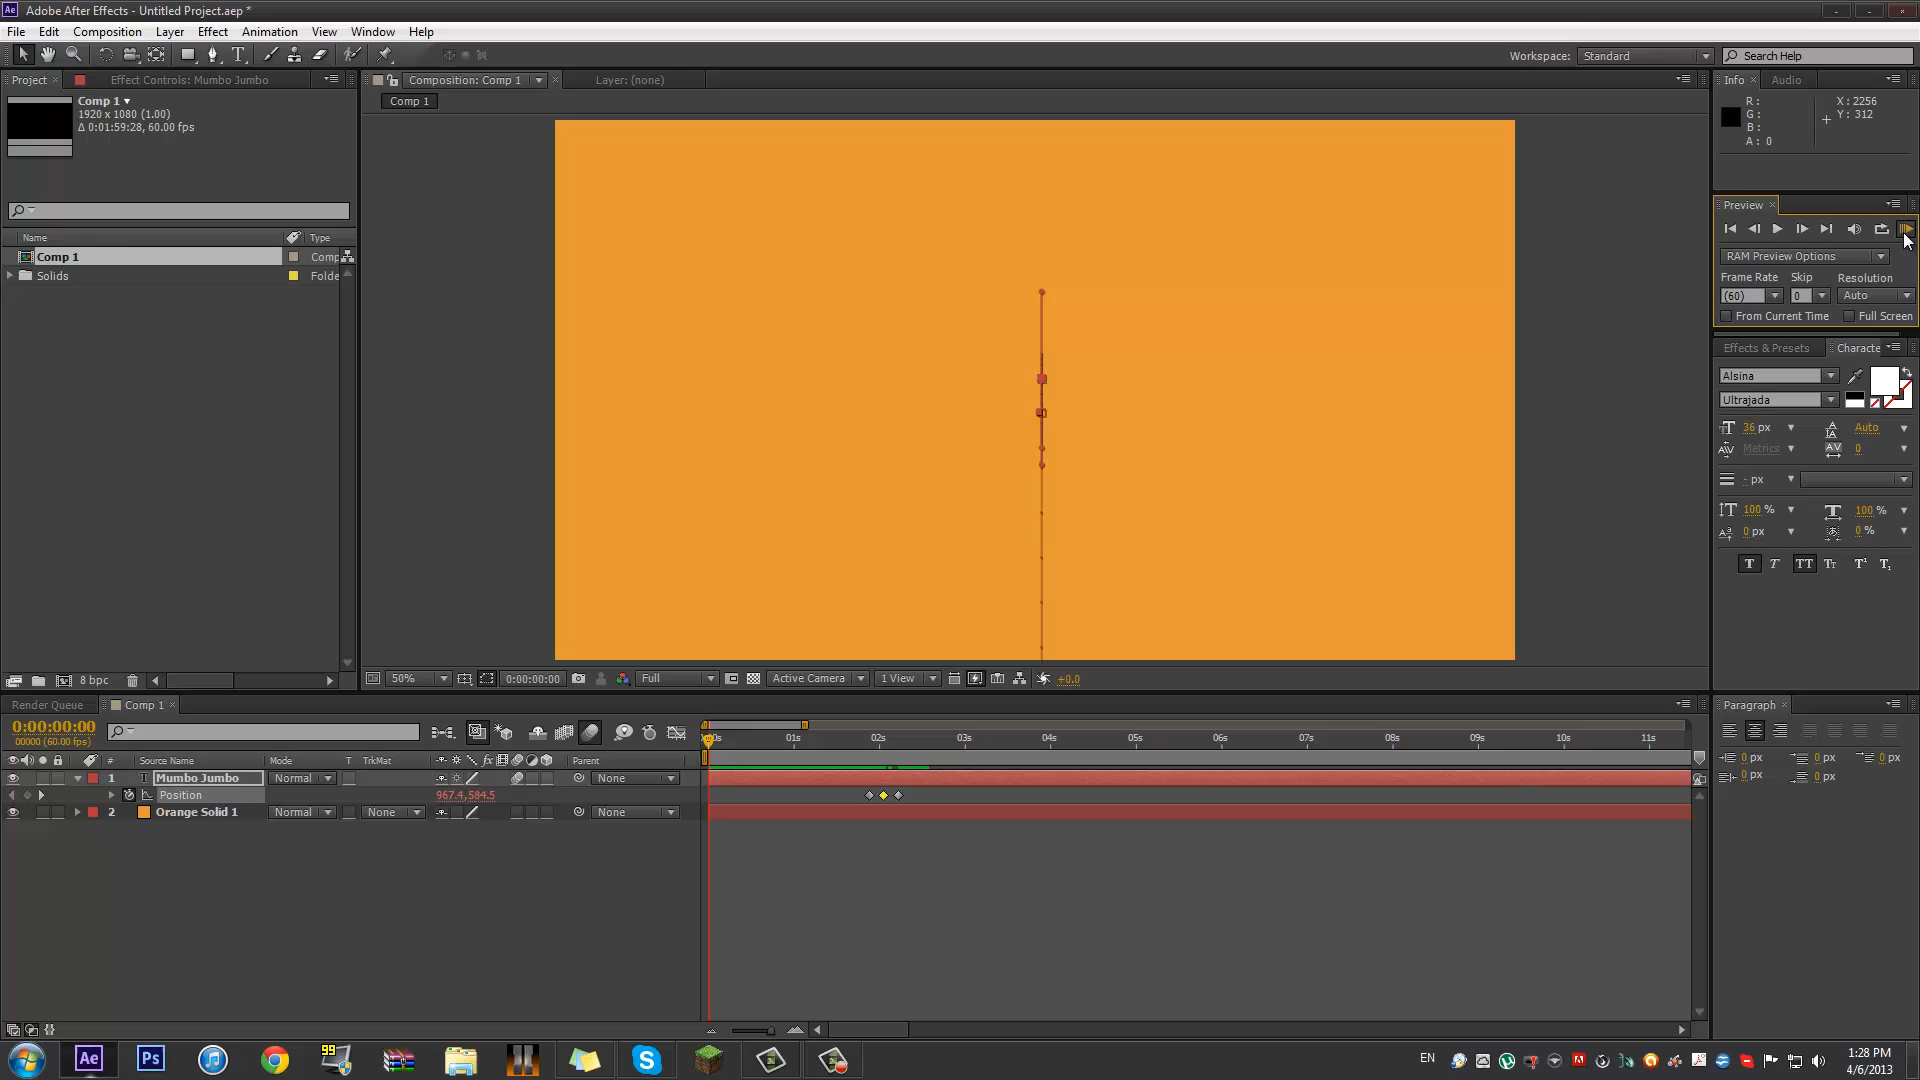 Ae Adobe After Effects - Untitled Project.aep *
File Edit Composition Layer Effect Animation View Window Help
Workspace: Standard Search Help
Project Effect Controls: Mumbo Jumbo
Composition: Comp 1 Layer: (none)
Info Audio
Comp 1
1920 x 1080 (1.00)
Δ 0:01:59:28, 60.00 fps
Comp 1
R :
G :
B :
A : 0
X : 2256
Y : 312
Preview
Name Type
Comp 1 Comp
Solids Folde
RAM Preview Options
Frame Rate Skip Resolution
(60) 0 Auto
From Current Time Full Screen
Effects & Presets Characte
Alsina
Ultrajada
36 px Auto
Metrics 0
- px
100 % 100 %
0 px 0 %
T T TT Tr T¹ T₁
8 bpc
50% 0:00:00:00 Full Active Camera 1 View +0.0
Render Queue Comp 1
Paragraph
0:00:00:00
00000 (60.00 fps)
01s 02s 03s 04s 05s 06s 07s 08s 09s 10s 11s
# Source Name Mode T TrkMat Parent
1 T Mumbo Jumbo Normal None
Position 967.4,584.5
2 Orange Solid 1 Normal None None
0 px 0 px 0 px
0 px 0 px
Ae Ps 99
EN
1:28 PM
4/6/2013